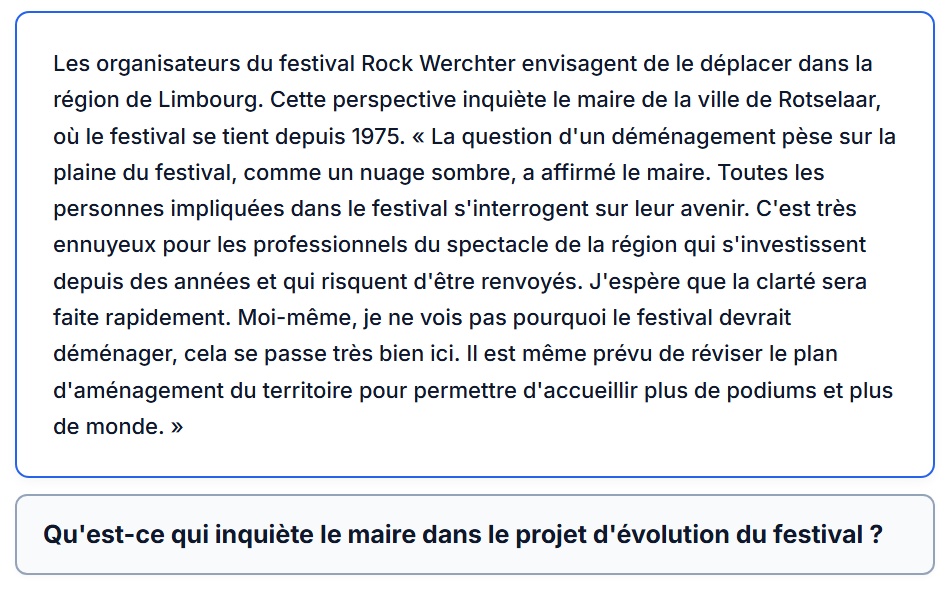 Les organisateurs du festival Rock Werchter envisagent de le déplacer dans la
région de Limbourg. Cette perspective inquiète le maire de la ville de Rotselaar,
où le festival se tient depuis 1975. « La question d'un déménagement pèse sur la
plaine du festival, comme un nuage sombre, a affirmé le maire. Toutes les
personnes impliquées dans le festival s'interrogent sur leur avenir. C'est très
ennuyeux pour les professionnels du spectacle de la région qui s'investissent
depuis des années et qui risquent d'être renvoyés. J'espère que la clarté sera
faite rapidement. Moi-même, je ne vois pas pourquoi le festival devrait
déménager, cela se passe très bien ici. Il est même prévu de réviser le plan
d'aménagement du territoire pour permettre d'accueillir plus de podiums et plus
de monde. »
Qu'est-ce qui inquiète le maire dans le projet d'évolution du festival ?